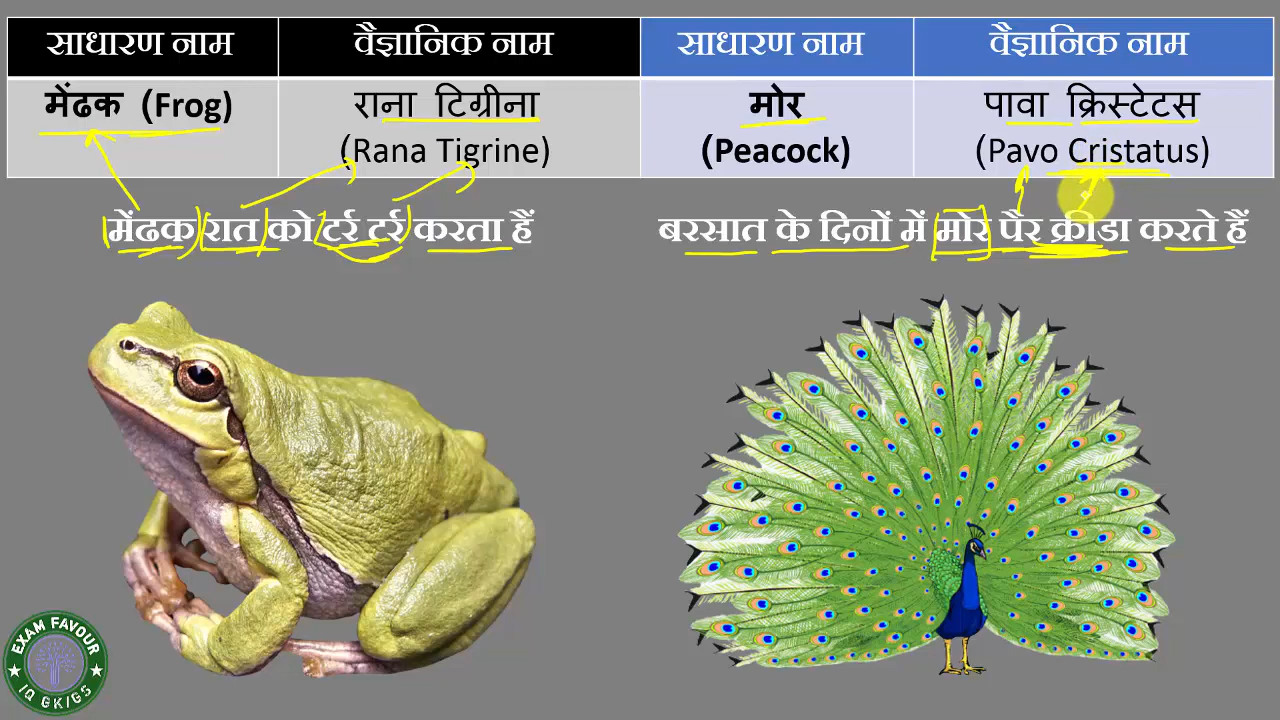 साधारण नाम
वैज्ञानिक नाम
साधारण नाम
वैज्ञानिक नाम
मेंढक (Frog)
राना टिग्रीना
(Rana Tigrine)
मोर
(Peacock)
पावा क्रिस्टेटस
(Pavo Cristatus)
मेंढक रात को टर्र टर्र करता हैं
बरसात के दिनों में मोर पैर क्रीडा करते हैं
EXAM FAVOUR
IQ GK/GS